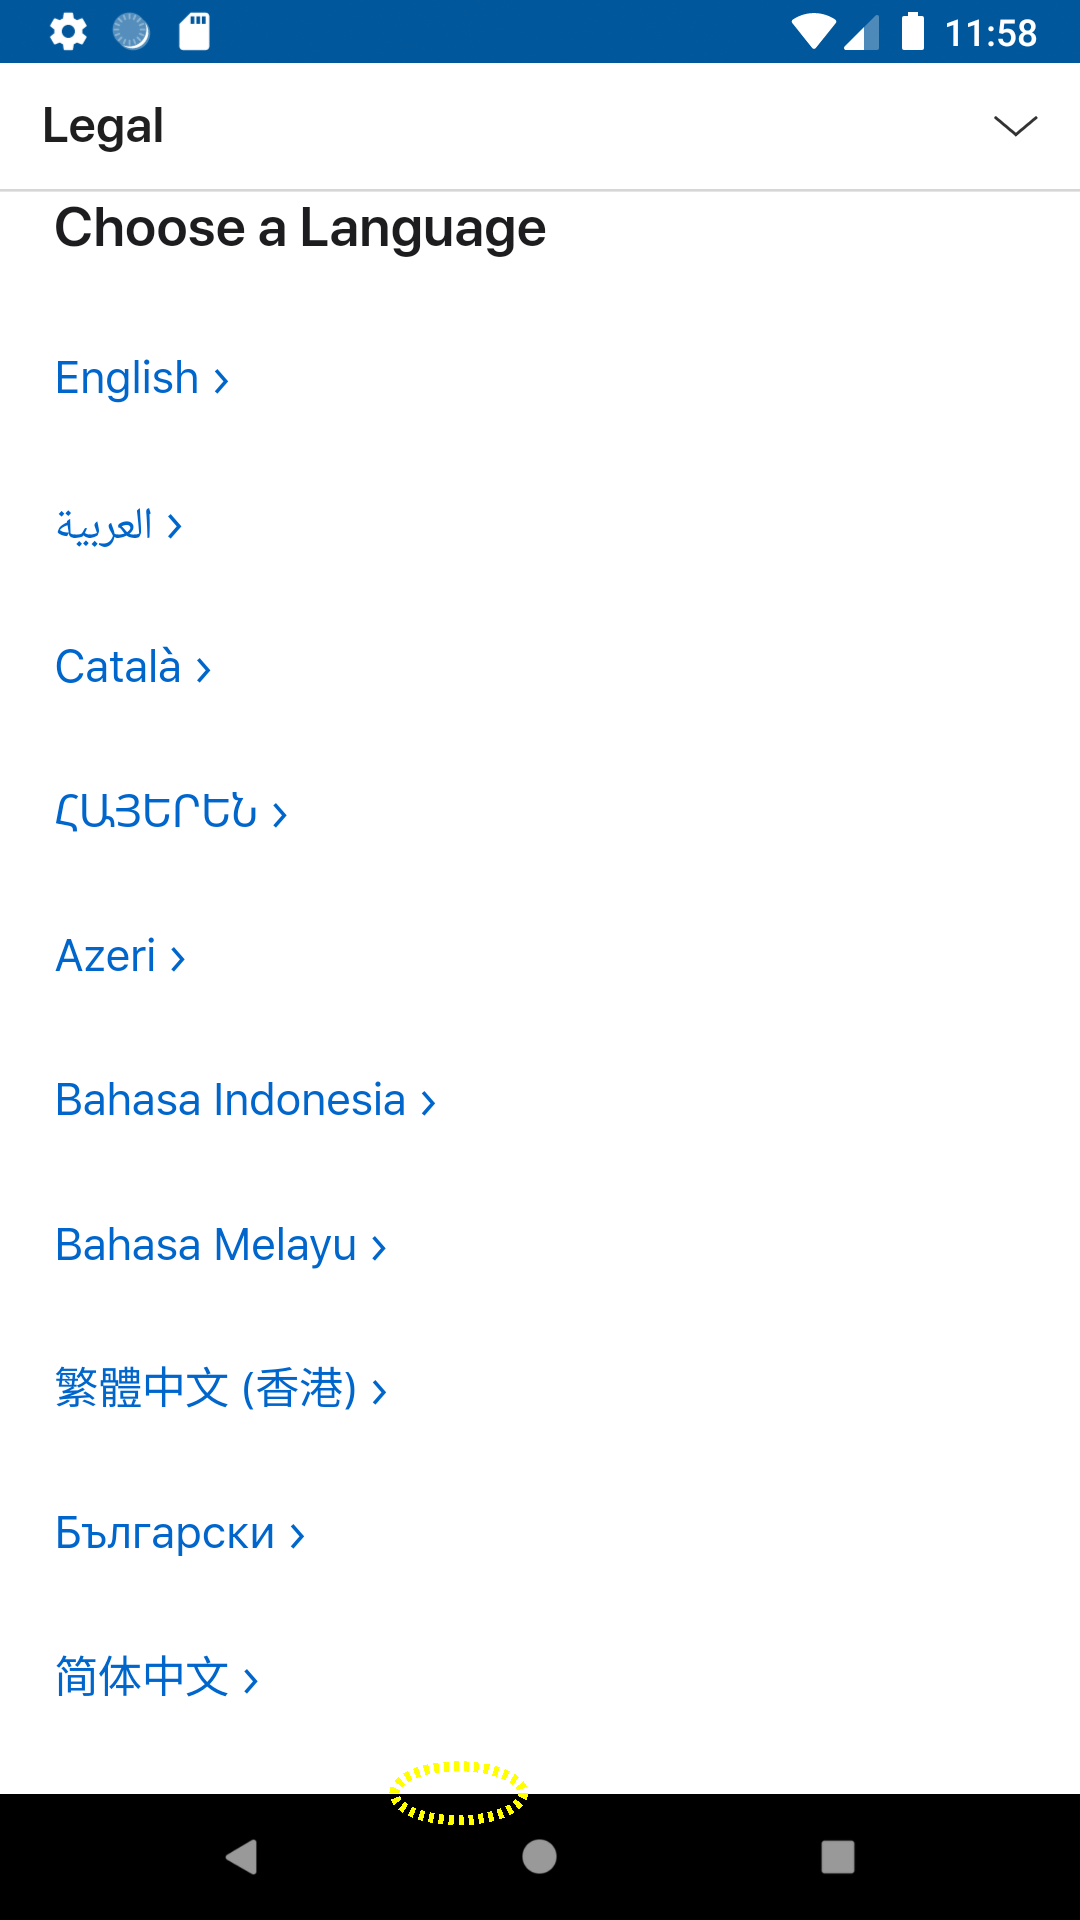 11:58
Legal
Choose a Language
English
العربية
Català
ՀԱՅԵՐԵՆ
Azeri
Bahasa Indonesia
Bahasa Melayu
繁體中文 (香港)
Български
简体中文